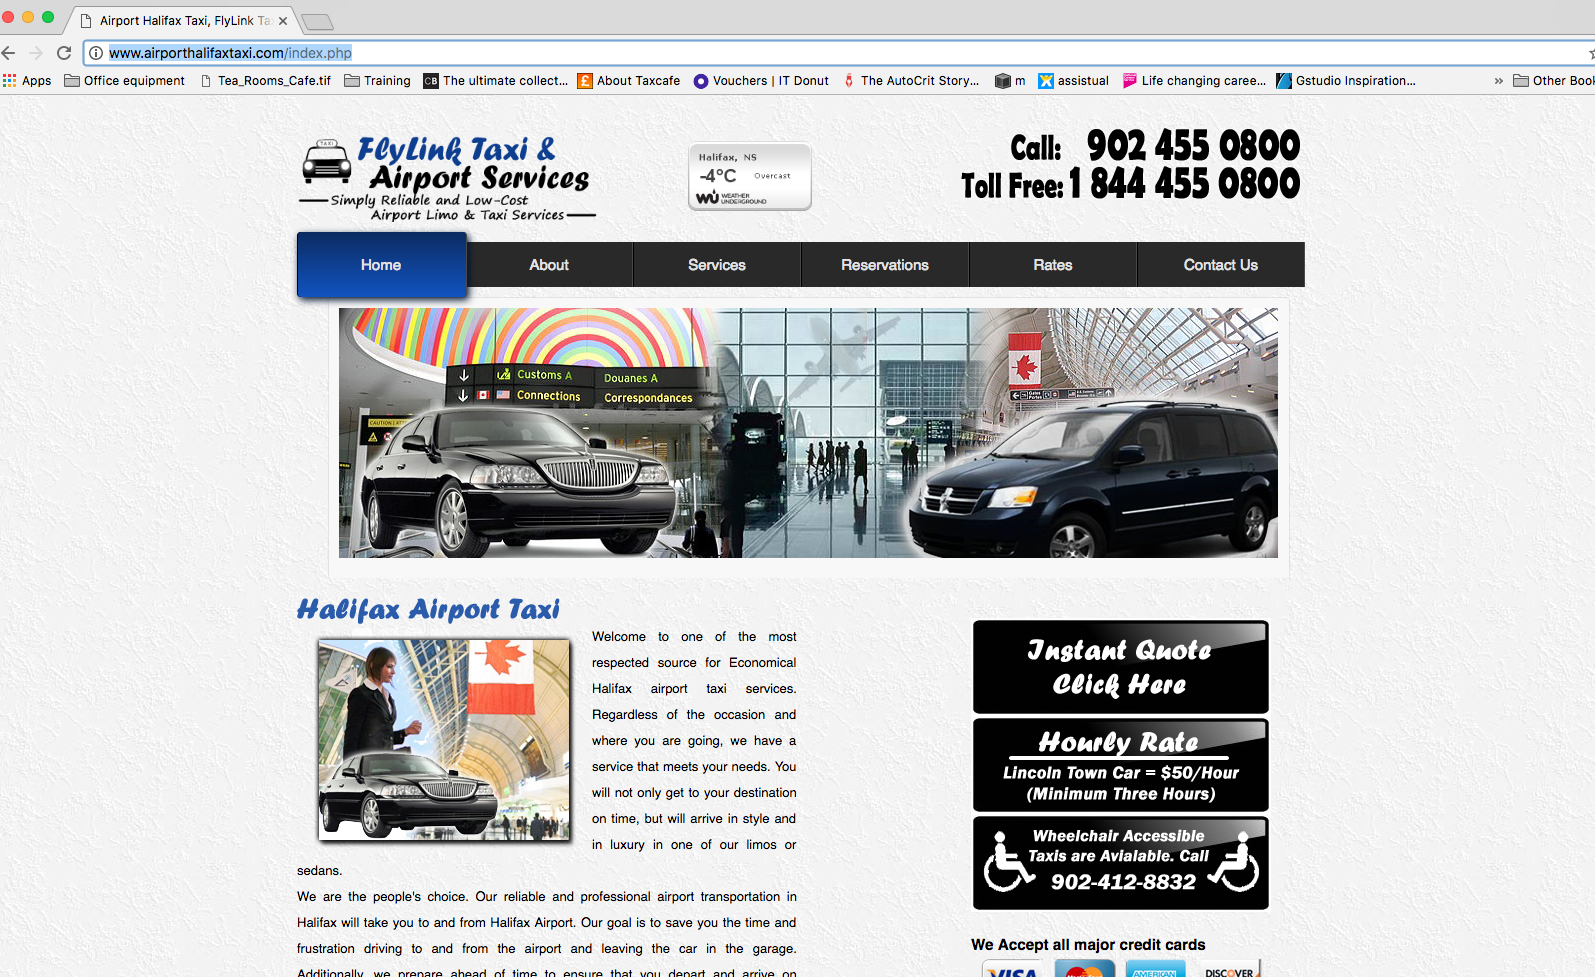 Airport Halifax Taxi, FlyLink Ta
www.airporthalifaxtaxi.com/index.php
Apps Office equipment Tea_Rooms_Cafe.tif Training CB The ultimate collect... £ About Taxcafe Vouchers | IT Donut The AutoCrit Story... m assistual Life changing caree... Gstudio Inspiration... » Other Book
TAXI
FlyLink Taxi &
Airport Services
Simply Reliable and Low-Cost
Airport Limo & Taxi Services
Halifax, NS
-4°C Overcast
WU WEATHER
UNDERGROUND
Call: 902 455 0800
Toll Free: 1 844 455 0800
Home About Services Reservations Rates Contact Us
Customs A Douanes A
Connections Correspondances
CAUTION
Halifax Airport Taxi
Welcome to one of the most
respected source for Economical
Halifax airport taxi services.
Regardless of the occasion and
where you are going, we have a
service that meets your needs. You
will not only get to your destination
on time, but will arrive in style and
in luxury in one of our limos or
sedans.
We are the people's choice. Our reliable and professional airport transportation in
Halifax will take you to and from Halifax Airport. Our goal is to save you the time and
frustration driving to and from the airport and leaving the car in the garage.
Additionally, we prepare ahead of time to ensure that you depart and arrive on
Instant Quote
Click Here
Hourly Rate
Lincoln Town Car = $50/Hour
(Minimum Three Hours)
Wheelchair Accessible
Taxis are Avialable. Call
902-412-8832
We Accept all major credit cards
VISA MasterCard AMERICAN DISCOVER